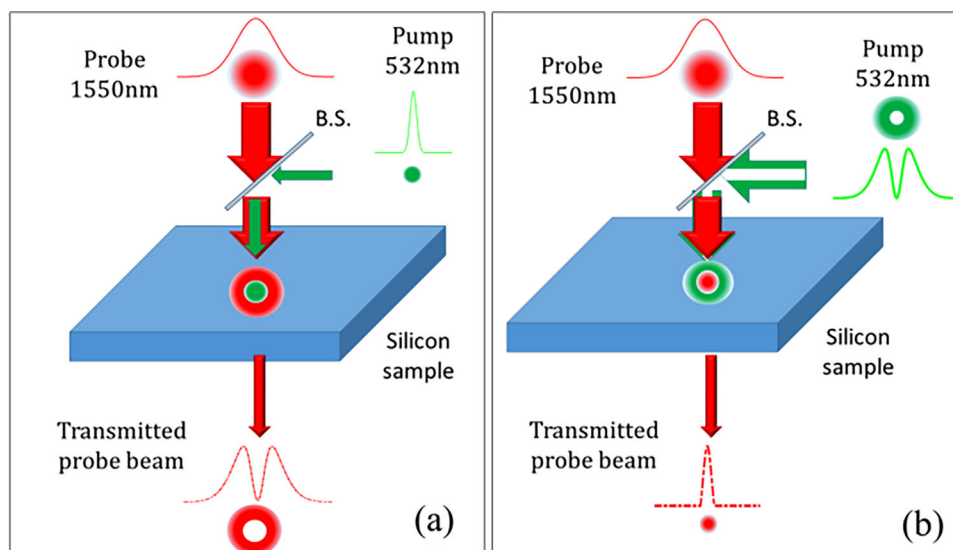 Probe
1550nm
Pump
532nm
B.S.
Silicon
sample
Transmitted
probe beam
(a)
Probe
1550nm
Pump
532nm
B.S.
Silicon
sample
Transmitted
probe beam
(b)